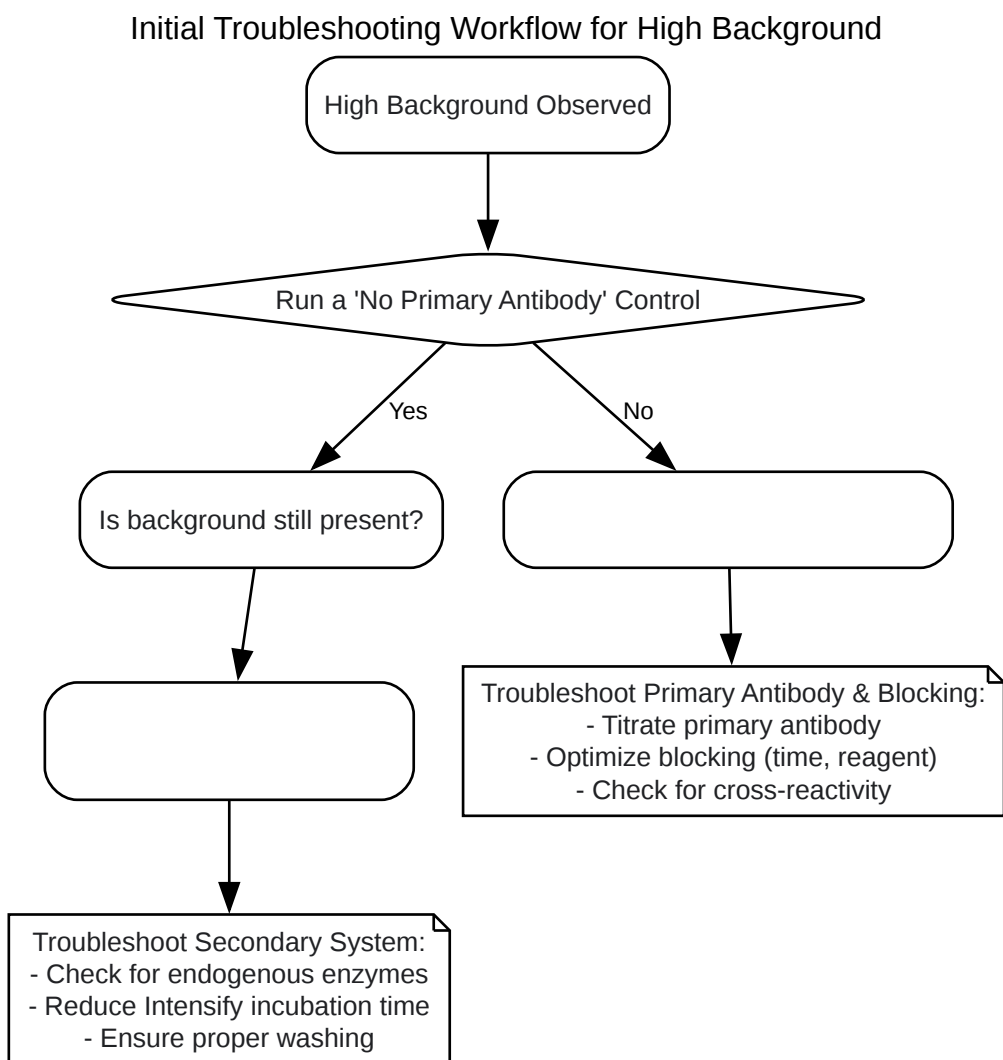 Initial Troubleshooting Workflow for High Background
High Background Observed
Run a 'No Primary Antibody' Control
Yes
No
Is background still present?
Troubleshoot Primary Antibody & Blocking:
- Titrate primary antibody
- Optimize blocking (time, reagent)
- Check for cross-reactivity
Troubleshoot Secondary System:
- Check for endogenous enzymes
- Reduce Intensify incubation time
- Ensure proper washing